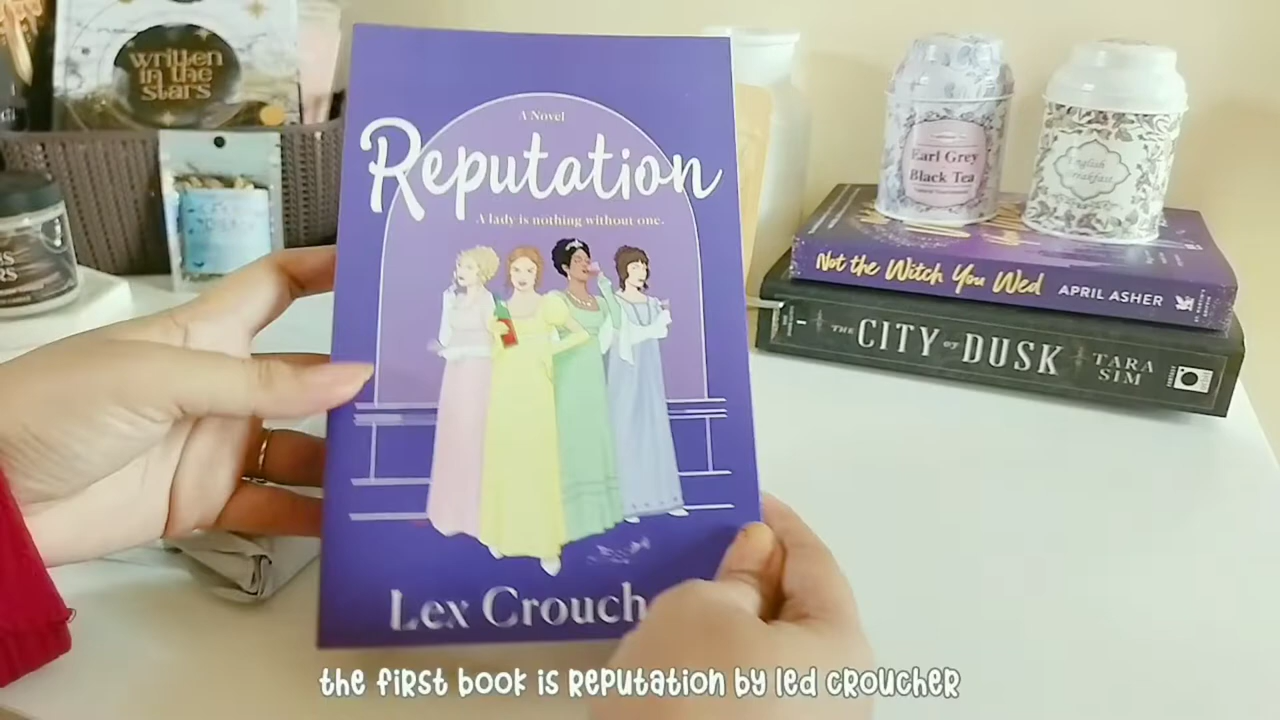 written
in the
stars
A Novel
Reputation
A lady is nothing without one.
Lex Crouch
Earl Grey
Black Tea
English
Breakfast
Not the Witch You Wed APRIL ASHER
THE CITY OF DUSK TARA
SIM
the first book is Reputation by led croucher